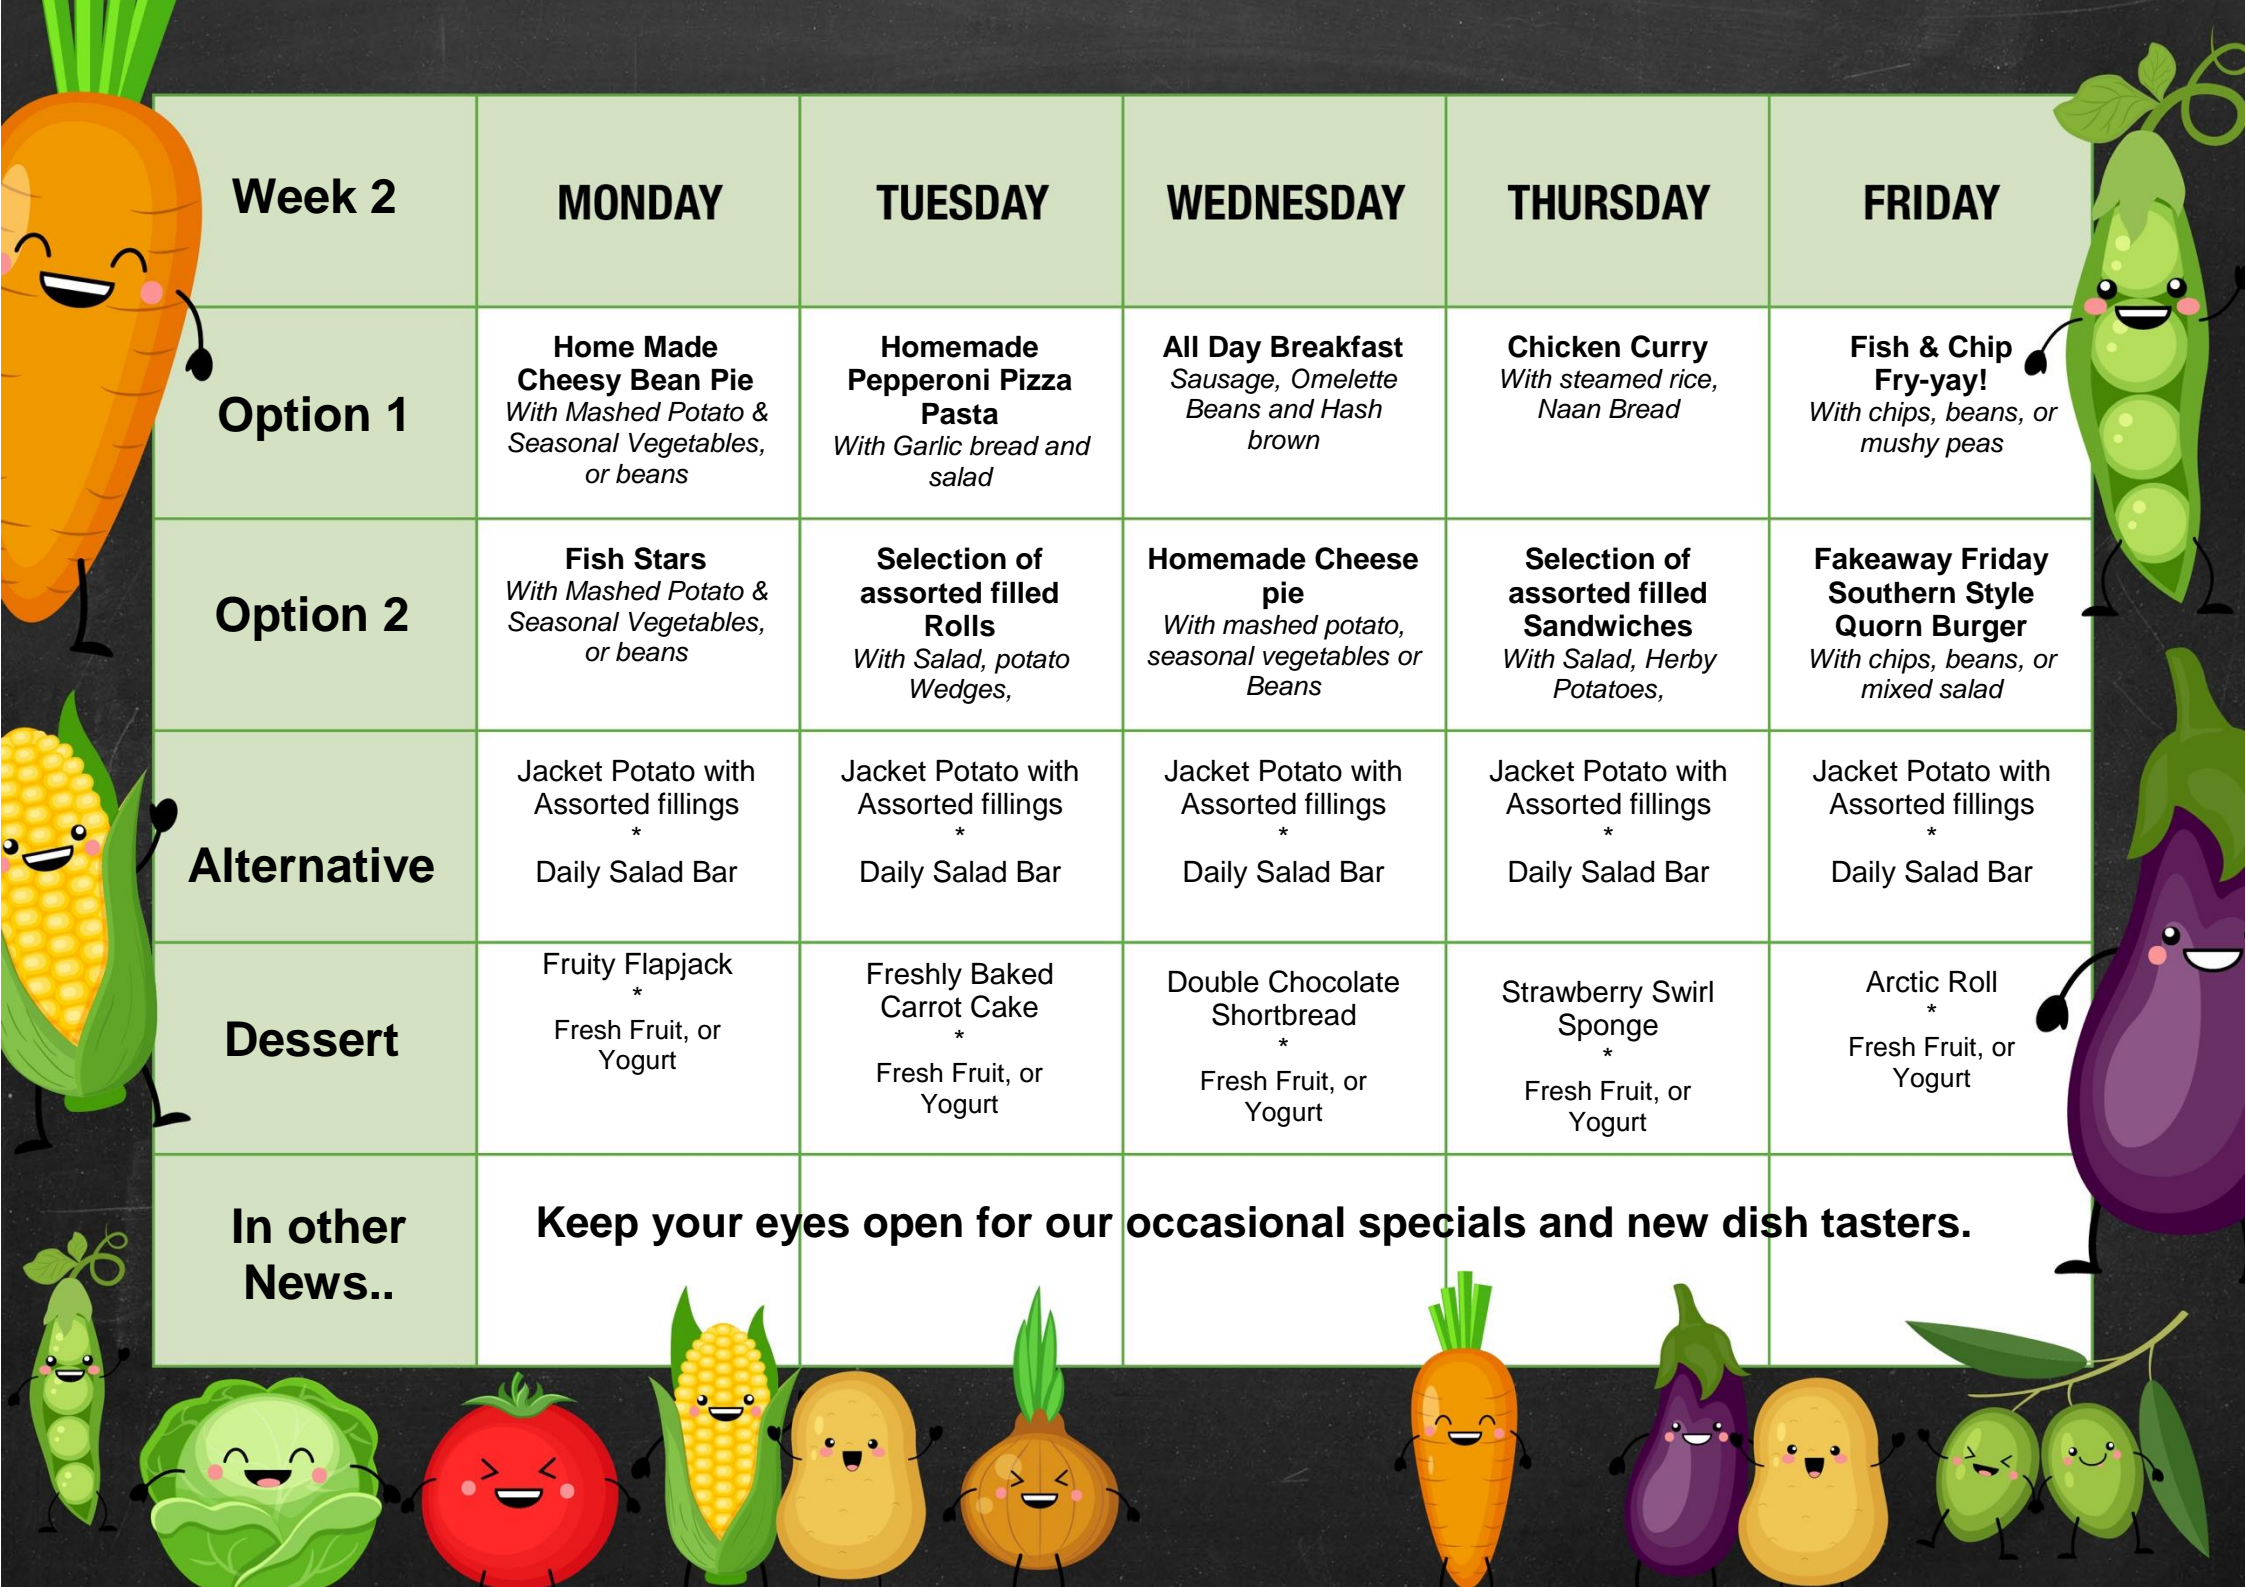 Week 2
MONDAY
TUESDAY
WEDNESDAY
THURSDAY
FRIDAY
Option 1
Home Made
Cheesy Bean Pie
With Mashed Potato &
Seasonal Vegetables,
or beans
Homemade
Pepperoni Pizza
Pasta
With Garlic bread and
salad
All Day Breakfast
Sausage, Omelette
Beans and Hash
brown
Chicken Curry
With steamed rice,
Naan Bread
Fish & Chip
Fry-yay!
With chips, beans, or
mushy peas
Option 2
Fish Stars
With Mashed Potato &
Seasonal Vegetables,
or beans
Selection of
assorted filled
Rolls
With Salad, potato
Wedges,
Homemade Cheese
pie
With mashed potato,
seasonal vegetables or
Beans
Selection of
assorted filled
Sandwiches
With Salad, Herby
Potatoes,
Fakeaway Friday
Southern Style
Quorn Burger
With chips, beans, or
mixed salad
Alternative
Jacket Potato with
Assorted fillings
*
Daily Salad Bar
Jacket Potato with
Assorted fillings
*
Daily Salad Bar
Jacket Potato with
Assorted fillings
*
Daily Salad Bar
Jacket Potato with
Assorted fillings
*
Daily Salad Bar
Jacket Potato with
Assorted fillings
*
Daily Salad Bar
Dessert
Fruity Flapjack
*
Fresh Fruit, or
Yogurt
Freshly Baked
Carrot Cake
*
Fresh Fruit, or
Yogurt
Double Chocolate
Shortbread
*
Fresh Fruit, or
Yogurt
Strawberry Swirl
Sponge
*
Fresh Fruit, or
Yogurt
Arctic Roll
*
Fresh Fruit, or
Yogurt
In other
News..
Keep your eyes open for our occasional specials and new dish tasters.